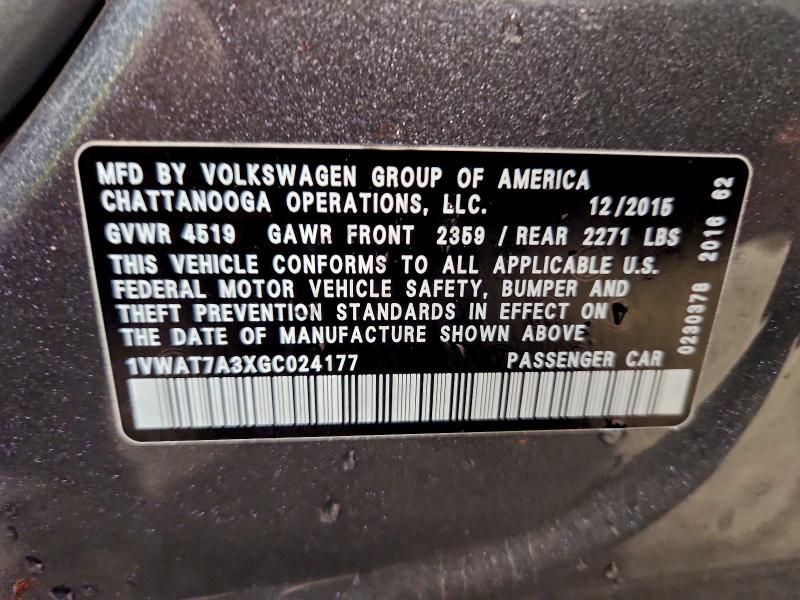 MFD BY VOLKSWAGEN GROUP OF AMERICA
CHATTANOOGA OPERATIONS, LLC. 12/2015
GVWR 4519 GAWR FRONT 2359 / REAR 2271 LBS
THIS VEHICLE CONFORMS TO ALL APPLICABLE U.S.
FEDERAL MOTOR VEHICLE SAFETY, BUMPER AND
THEFT PREVENTION STANDARDS IN EFFECT ON
THE DATE OF MANUFACTURE SHOWN ABOVE
1VWAT7A3XGC024177 PASSENGER CAR
0230378 2016 62